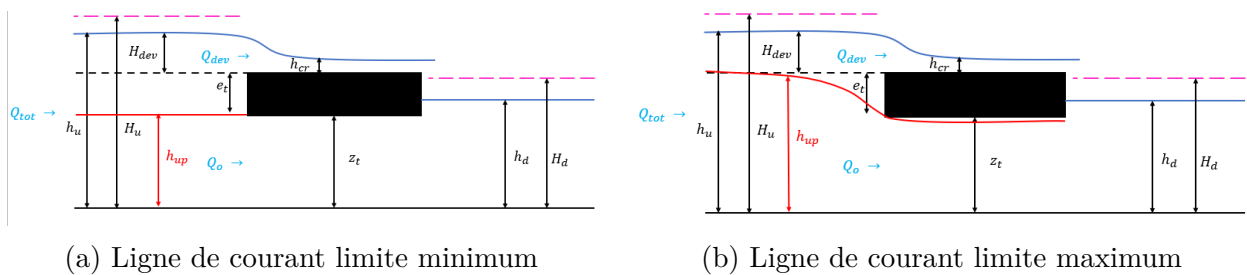 H_dev
Q_dev →
h_cr
e_t
Q_tot →
h_u
H_u
h_up
Q_o →
z_t
h_d
H_d
(a) Ligne de courant limite minimum
H_dev
Q_dev →
h_cr
e_t
Q_tot →
h_u
H_u
h_up
Q_o →
z_t
h_d
H_d
(b) Ligne de courant limite maximum